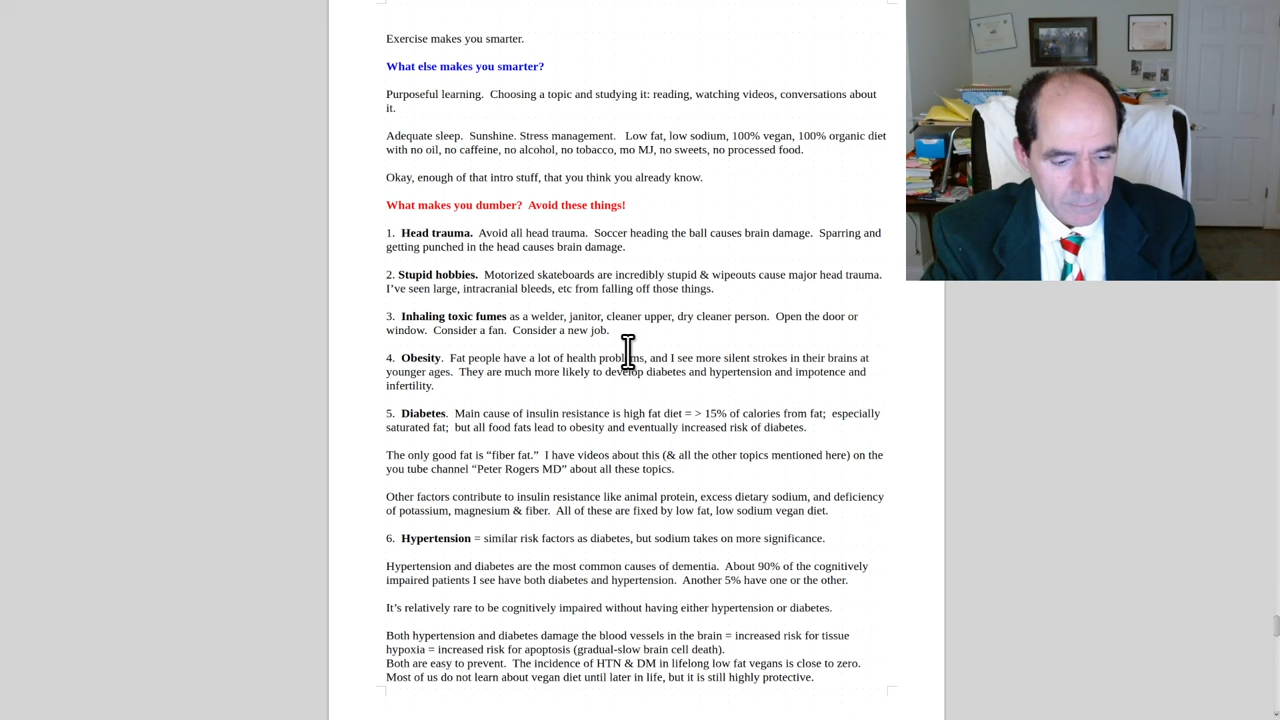 Exercise makes you smarter.
What else makes you smarter?
Purposeful learning.  Choosing a topic and studying it: reading, watching videos, conversations about
it.
Adequate sleep.  Sunshine. Stress management.   Low fat, low sodium, 100% vegan, 100% organic diet
with no oil, no caffeine, no alcohol, no tobacco, mo MJ, no sweets, no processed food.
Okay, enough of that intro stuff, that you think you already know.
What makes you dumber?  Avoid these things!
1.  Head trauma.  Avoid all head trauma.  Soccer heading the ball causes brain damage.  Sparring and
getting punched in the head causes brain damage.
2. Stupid hobbies.  Motorized skateboards are incredibly stupid & wipeouts cause major head trauma.
I’ve seen large, intracranial bleeds, etc from falling off those things.
3.  Inhaling toxic fumes as a welder, janitor, cleaner upper, dry cleaner person.  Open the door or
window.  Consider a fan.  Consider a new job.
4.  Obesity.  Fat people have a lot of health problems, and I see more silent strokes in their brains at
younger ages.  They are much more likely to develop diabetes and hypertension and impotence and
infertility.
5.  Diabetes.  Main cause of insulin resistance is high fat diet = > 15% of calories from fat;  especially
saturated fat;  but all food fats lead to obesity and eventually increased risk of diabetes.
The only good fat is “fiber fat.”  I have videos about this (& all the other topics mentioned here) on the
you tube channel “Peter Rogers MD” about all these topics.
Other factors contribute to insulin resistance like animal protein, excess dietary sodium, and deficiency
of potassium, magnesium & fiber.  All of these are fixed by low fat, low sodium vegan diet.
6.  Hypertension = similar risk factors as diabetes, but sodium takes on more significance.
Hypertension and diabetes are the most common causes of dementia.  About 90% of the cognitively
impaired patients I see have both diabetes and hypertension.  Another 5% have one or the other.
It’s relatively rare to be cognitively impaired without having either hypertension or diabetes.
Both hypertension and diabetes damage the blood vessels in the brain = increased risk for tissue
hypoxia = increased risk for apoptosis (gradual-slow brain cell death).
Both are easy to prevent.  The incidence of HTN & DM in lifelong low fat vegans is close to zero.
Most of us do not learn about vegan diet until later in life, but it is still highly protective.